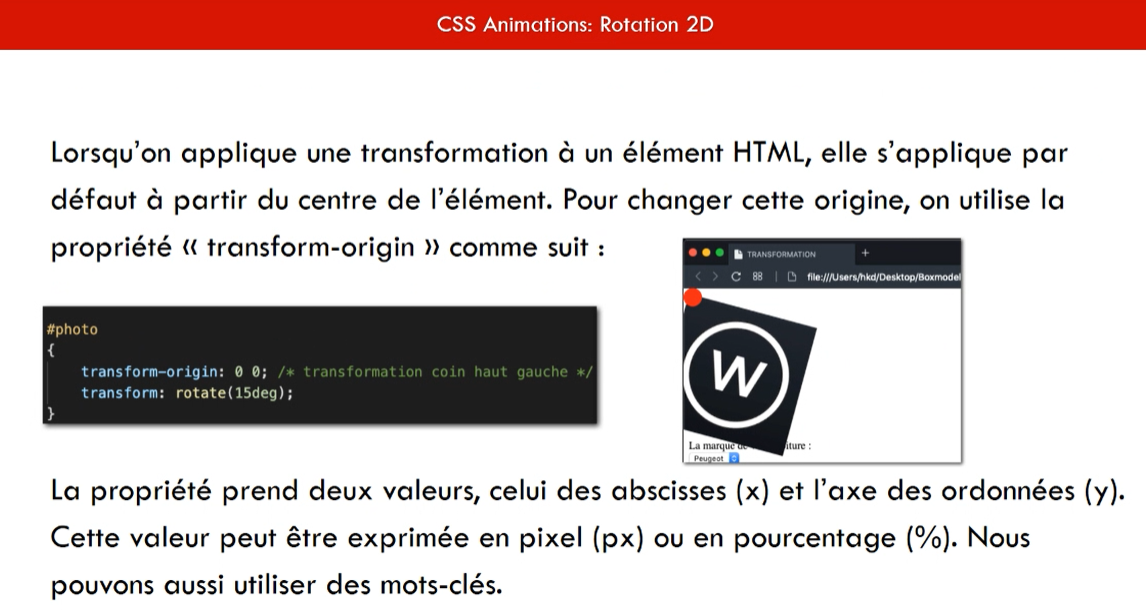 CSS Animations: Rotation 2D
Lorsqu'on applique une transformation à un élément HTML, elle s'applique par
défaut à partir du centre de l'élément. Pour changer cette origine, on utilise la
propriété « transform-origin » comme suit :
TRANSFORMATION
file:///Users/hkd/Desktop/Boxmodel
W
La marque de iture :
Peugeot
#photo
{
transform-origin: 0 0; /* transformation coin haut gauche */
transform: rotate(15deg);
}
La propriété prend deux valeurs, celui des abscisses (x) et l'axe des ordonnées (y).
Cette valeur peut être exprimée en pixel (px) ou en pourcentage (%). Nous
pouvons aussi utiliser des mots-clés.